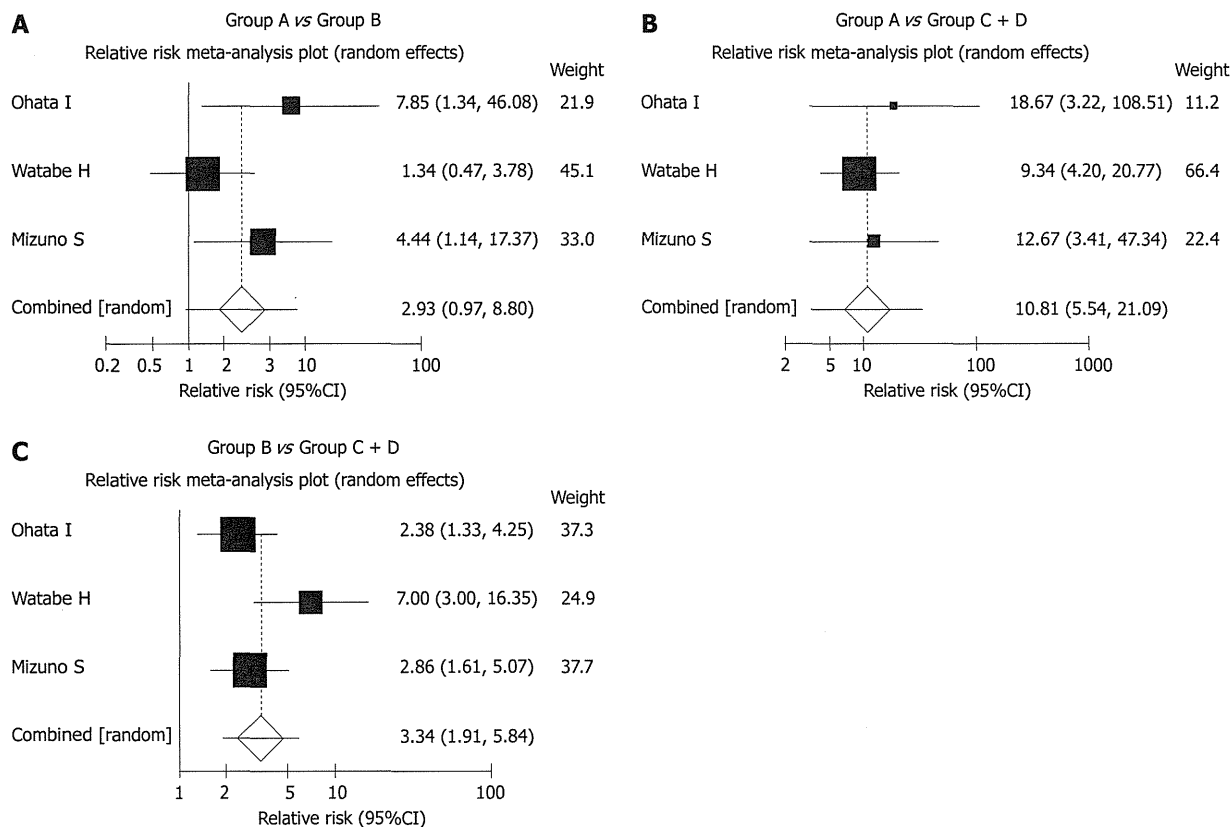 A
Group A vs Group B
Relative risk meta-analysis plot (random effects)
Weight
Ohata I 7.85 (1.34, 46.08) 21.9
Watabe H 1.34 (0.47, 3.78) 45.1
Mizuno S 4.44 (1.14, 17.37) 33.0
Combined [random] 2.93 (0.97, 8.80)
0.2 0.5 1 2 3 10 100
Relative risk (95%CI)
B
Group A vs Group C + D
Relative risk meta-analysis plot (random effects)
Weight
Ohata I 18.67 (3.22, 108.51) 11.2
Watabe H 9.34 (4.20, 20.77) 66.4
Mizuno S 12.67 (3.41, 47.34) 22.4
Combined [random] 10.81 (5.54, 21.09)
2 5 10 100 1000
Relative risk (95%CI)
C
Group B vs Group C + D
Relative risk meta-analysis plot (random effects)
Weight
Ohata I 2.38 (1.33, 4.25) 37.3
Watabe H 7.00 (3.00, 16.35) 24.9
Mizuno S 2.86 (1.61, 5.07) 37.7
Combined [random] 3.34 (1.91, 5.84)
1 2 5 100
Relative risk (95%CI)